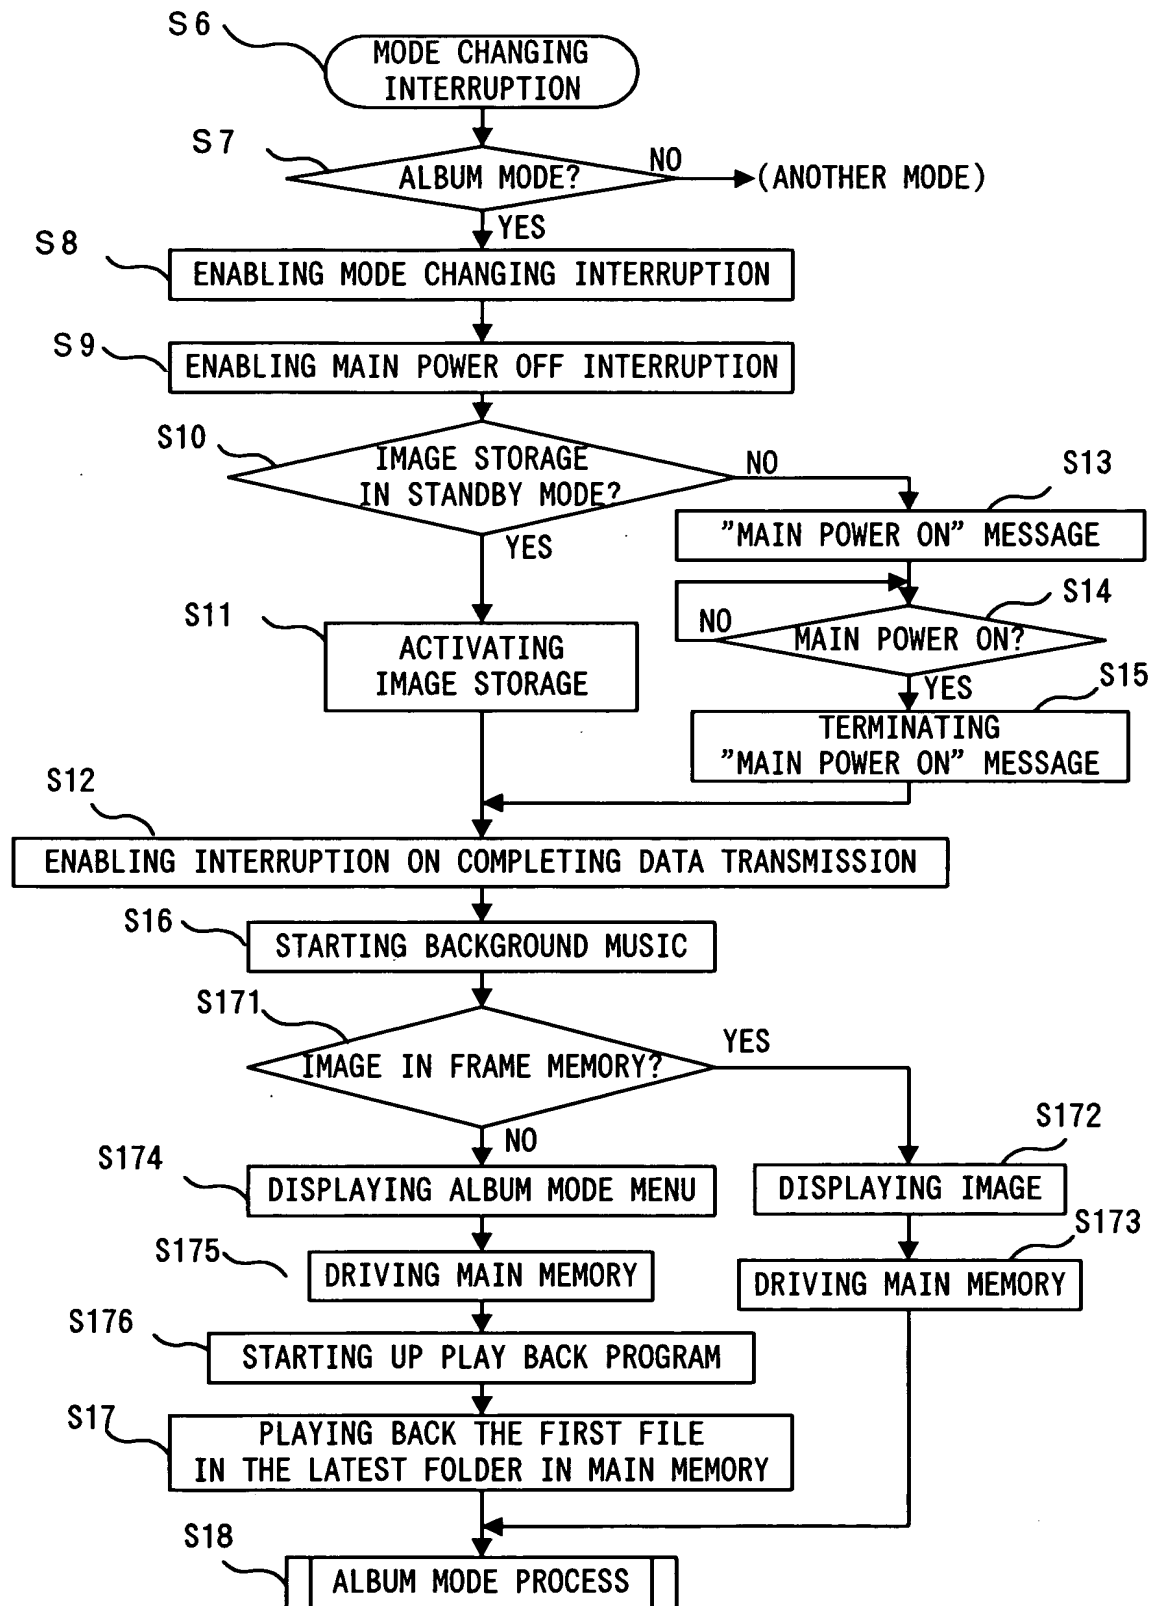 S6
MODE CHANGING
INTERRUPTION
S7
ALBUM MODE?
NO
(ANOTHER MODE)
YES
S8
ENABLING MODE CHANGING INTERRUPTION
S9
ENABLING MAIN POWER OFF INTERRUPTION
S10
IMAGE STORAGE
IN STANDBY MODE?
NO
YES
S13
"MAIN POWER ON" MESSAGE
S14
NO
MAIN POWER ON?
YES
S15
TERMINATING
"MAIN POWER ON" MESSAGE
S11
ACTIVATING
IMAGE STORAGE
S12
ENABLING INTERRUPTION ON COMPLETING DATA TRANSMISSION
S16
STARTING BACKGROUND MUSIC
S171
IMAGE IN FRAME MEMORY?
YES
NO
S172
DISPLAYING IMAGE
S173
DRIVING MAIN MEMORY
S174
DISPLAYING ALBUM MODE MENU
S175
DRIVING MAIN MEMORY
S176
STARTING UP PLAY BACK PROGRAM
S17
PLAYING BACK THE FIRST FILE
IN THE LATEST FOLDER IN MAIN MEMORY
S18
ALBUM MODE PROCESS